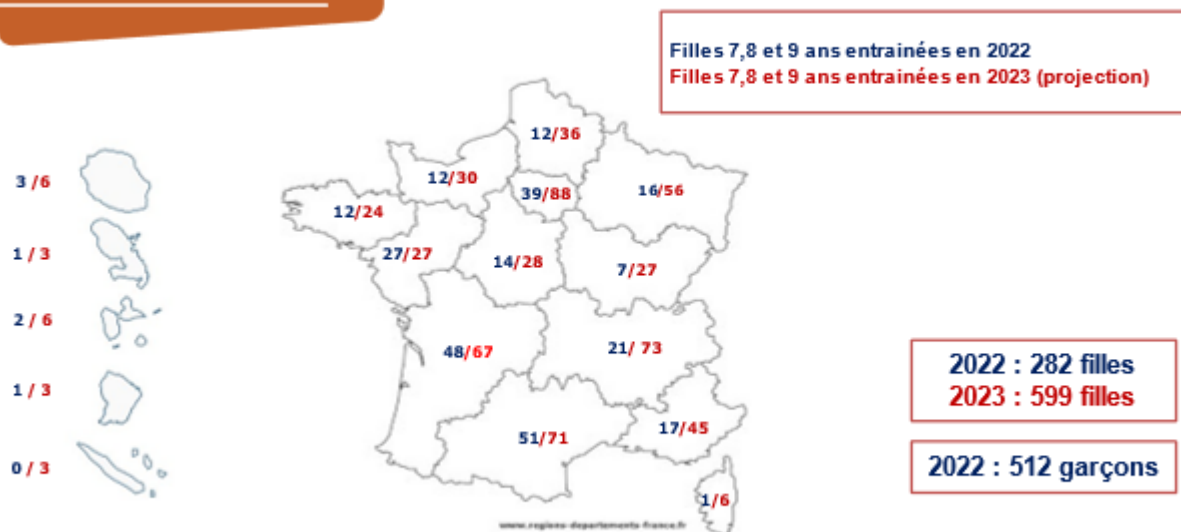 Filles 7,8 et 9 ans entrainées en 2022
Filles 7,8 et 9 ans entrainées en 2023 (projection)
12/36
12/30
39/88
16/56
3 /6
12/24
27/27
14/28
7/27
1 / 3
2 / 6
48/67
21/ 73
2022 : 282 filles
2023 : 599 filles
1 / 3
51/71
17/45
0 / 3
2022 : 512 garçons
1/6
www.regions-departements-france.fr